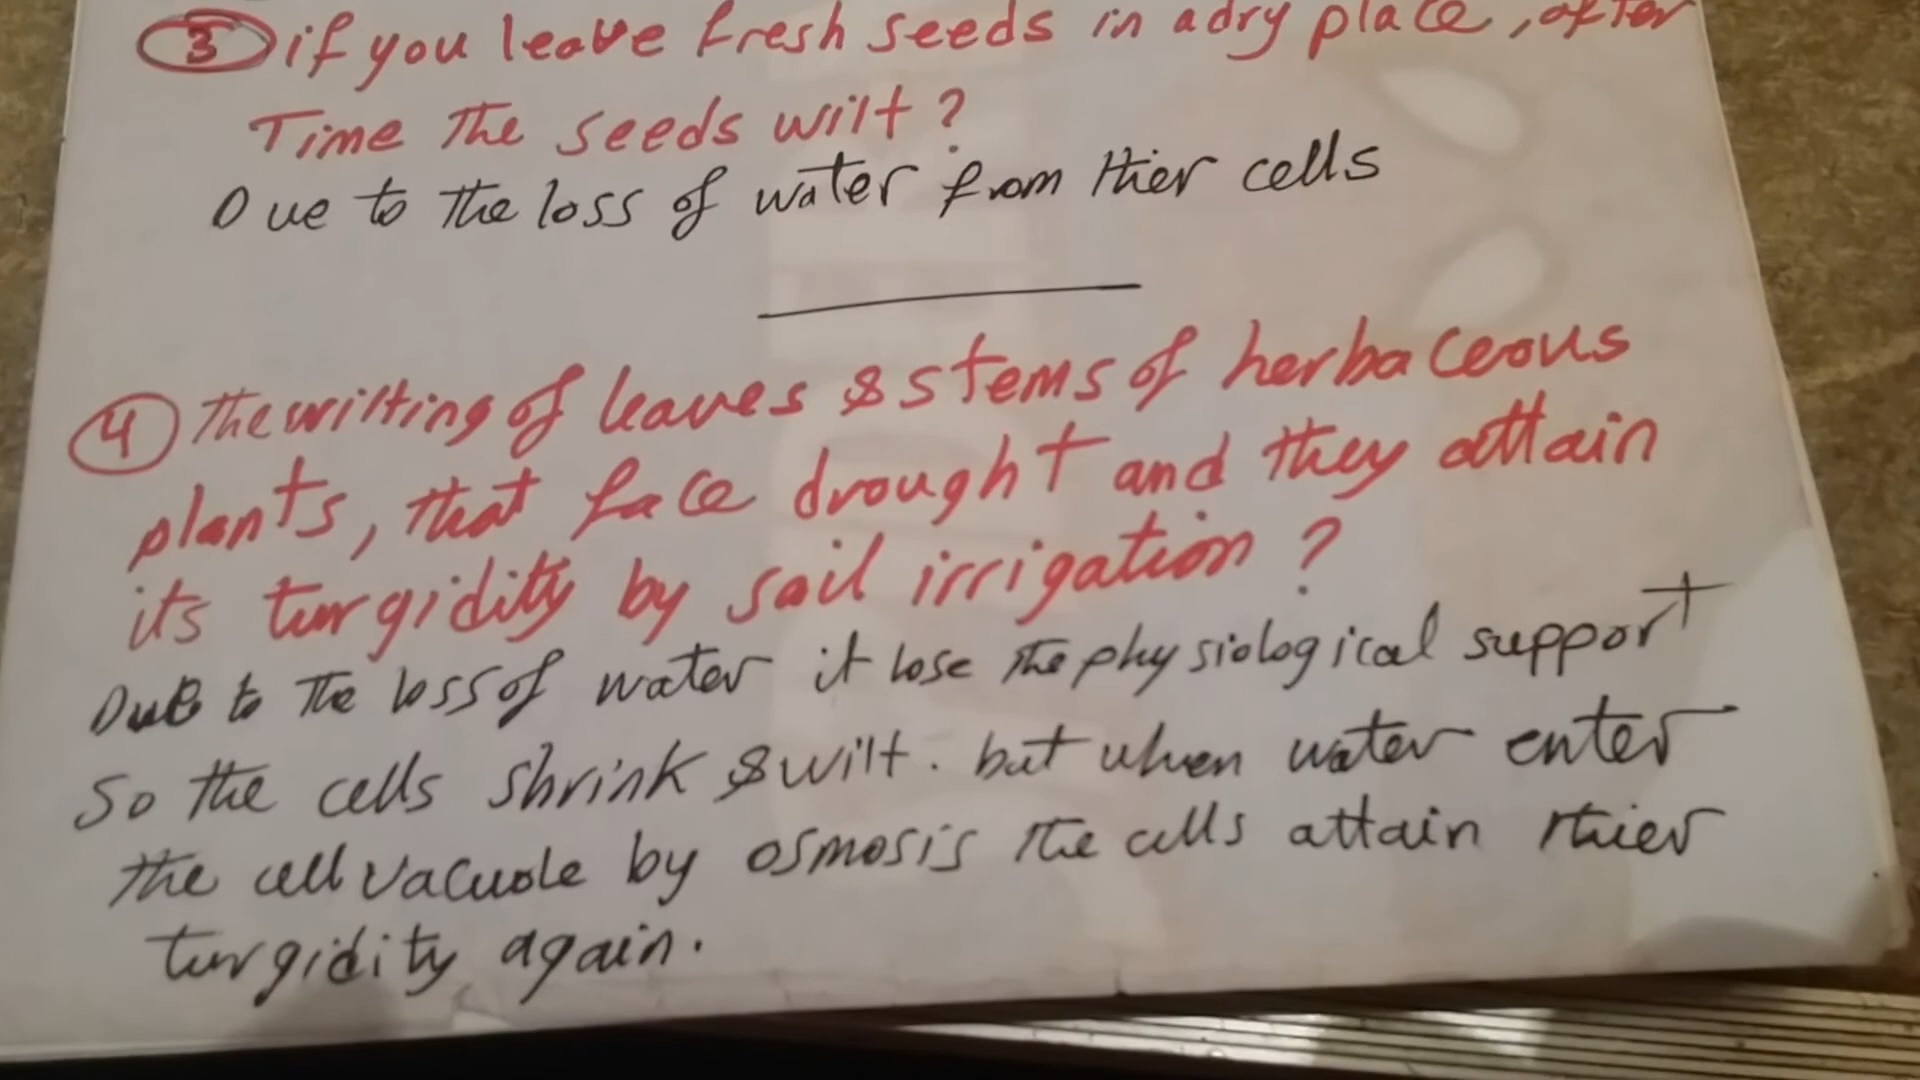 3 if you leave fresh seeds in a dry place, after
Time The seeds wilt?
Due to the loss of water from thier cells
4 The wilting of leaves & stems of herbaceous
plants, that face drought and they attain
its turgidity by soil irrigation?
Due to The loss of water it lose the physiological support
So the cells shrink & wilt. but when water enter
the cell vacuole by osmosis the cells attain thier
turgidity again.